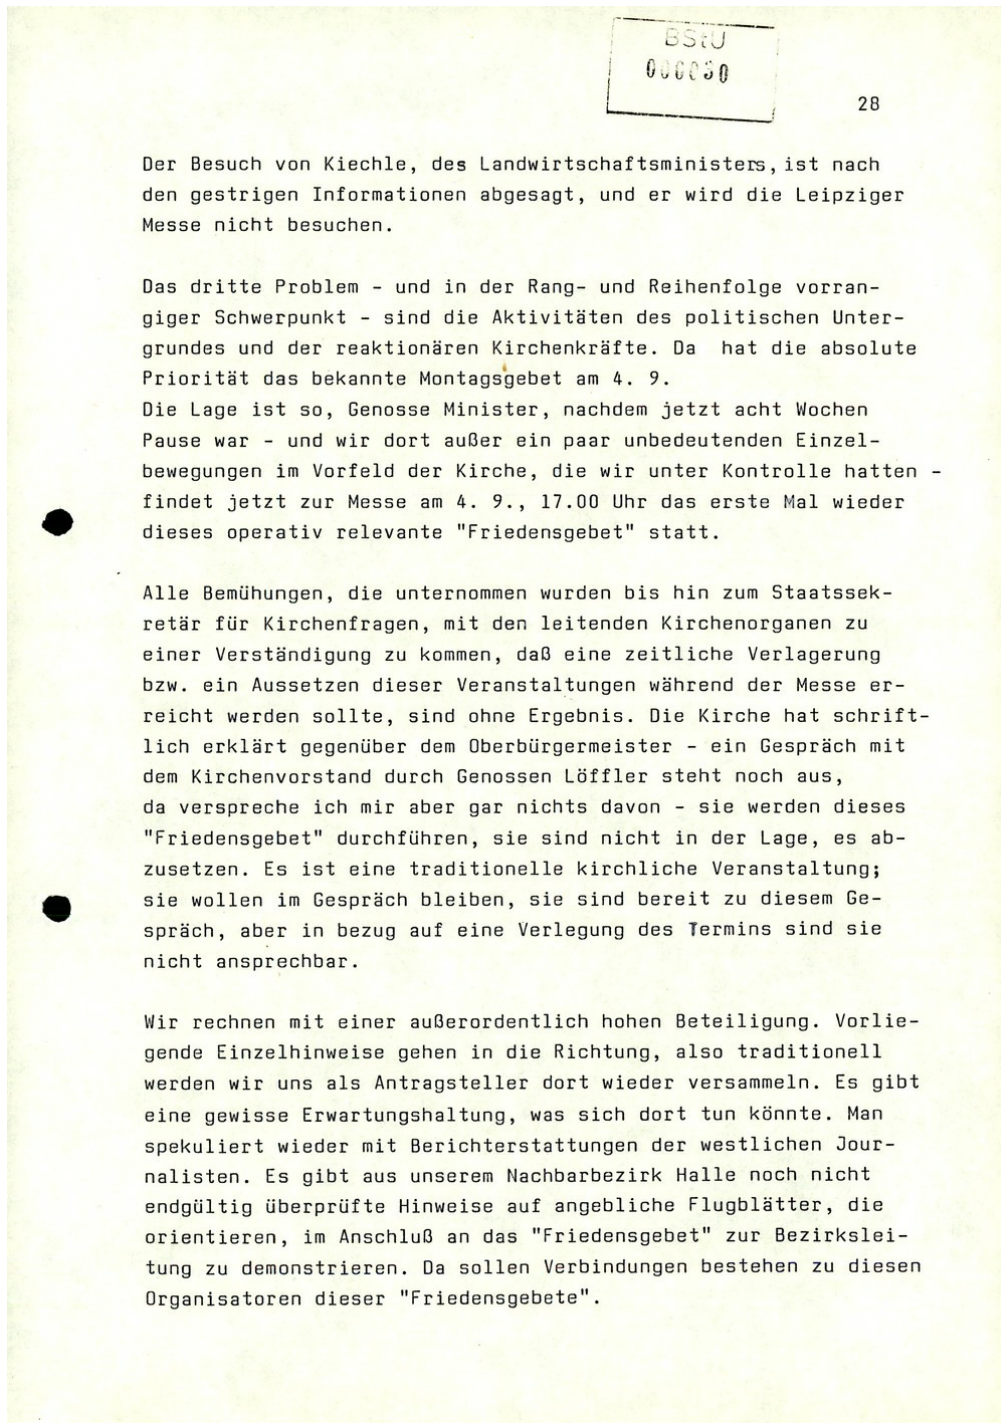 BStU
000030
28
Der Besuch von Kiechle, des Landwirtschaftsministers, ist nach
den gestrigen Informationen abgesagt, und er wird die Leipziger
Messe nicht besuchen.
Das dritte Problem - und in der Rang- und Reihenfolge vorran-
giger Schwerpunkt - sind die Aktivitäten des politischen Unter-
grundes und der reaktionären Kirchenkräfte. Da hat die absolute
Priorität das bekannte Montagsgebet am 4. 9.
Die Lage ist so, Genosse Minister, nachdem jetzt acht Wochen
Pause war - und wir dort außer ein paar unbedeutenden Einzel-
bewegungen im Vorfeld der Kirche, die wir unter Kontrolle hatten -
findet jetzt zur Messe am 4. 9., 17.00 Uhr das erste Mal wieder
dieses operativ relevante "Friedensgebet" statt.
Alle Bemühungen, die unternommen wurden bis hin zum Staatssek-
retär für Kirchenfragen, mit den leitenden Kirchenorganen zu
einer Verständigung zu kommen, daß eine zeitliche Verlagerung
bzw. ein Aussetzen dieser Veranstaltungen während der Messe er-
reicht werden sollte, sind ohne Ergebnis. Die Kirche hat schrift-
lich erklärt gegenüber dem Oberbürgermeister - ein Gespräch mit
dem Kirchenvorstand durch Genossen Löffler steht noch aus,
da verspreche ich mir aber gar nichts davon - sie werden dieses
"Friedensgebet" durchführen, sie sind nicht in der Lage, es ab-
zusetzen. Es ist eine traditionelle kirchliche Veranstaltung;
sie wollen im Gespräch bleiben, sie sind bereit zu diesem Ge-
spräch, aber in bezug auf eine Verlegung des Termins sind sie
nicht ansprechbar.
Wir rechnen mit einer außerordentlich hohen Beteiligung. Vorlie-
gende Einzelhinweise gehen in die Richtung, also traditionell
werden wir uns als Antragsteller dort wieder versammeln. Es gibt
eine gewisse Erwartungshaltung, was sich dort tun könnte. Man
spekuliert wieder mit Berichterstattungen der westlichen Jour-
nalisten. Es gibt aus unserem Nachbarbezirk Halle noch nicht
endgültig überprüfte Hinweise auf angebliche Flugblätter, die
orientieren, im Anschluß an das "Friedensgebet" zur Bezirkslei-
tung zu demonstrieren. Da sollen Verbindungen bestehen zu diesen
Organisatoren dieser "Friedensgebete".